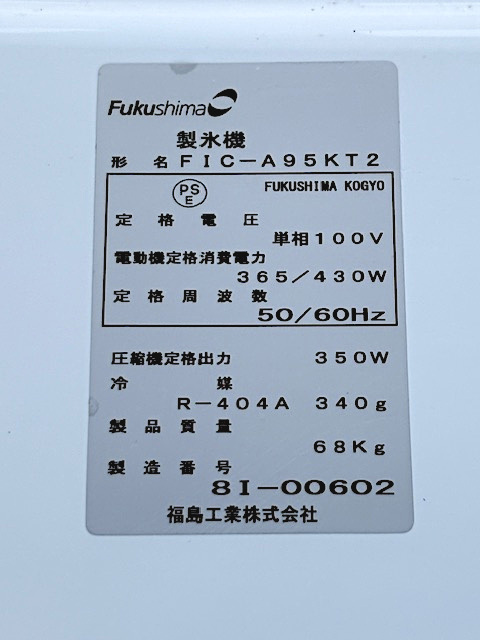 Fukushima
製氷機
形 名 FIC－A95KT2
PS
E
FUKUSHIMA KOGYO
定格電圧
単相100V
電動機定格消費電力
365／430W
定格周波数
50/60Hz
圧縮機定格出力 350W
冷 媒
R－404A 340g
製品質量
68Kg
製造番号
8I-00602
福島工業株式会社